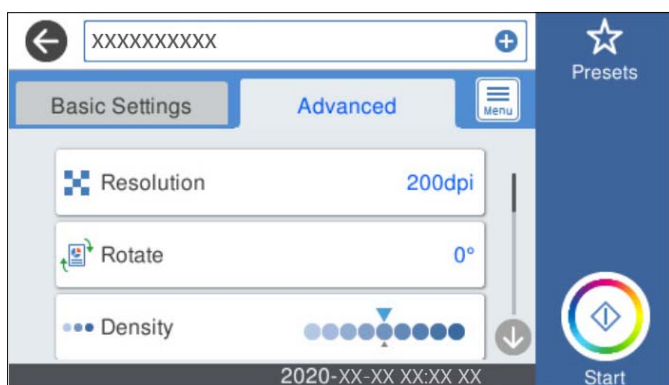 XXXXXXXXXX
Presets
Basic Settings
Advanced
Menu
Resolution
200dpi
Rotate
0°
Density
2020-XX-XX XX:XX XX
Start